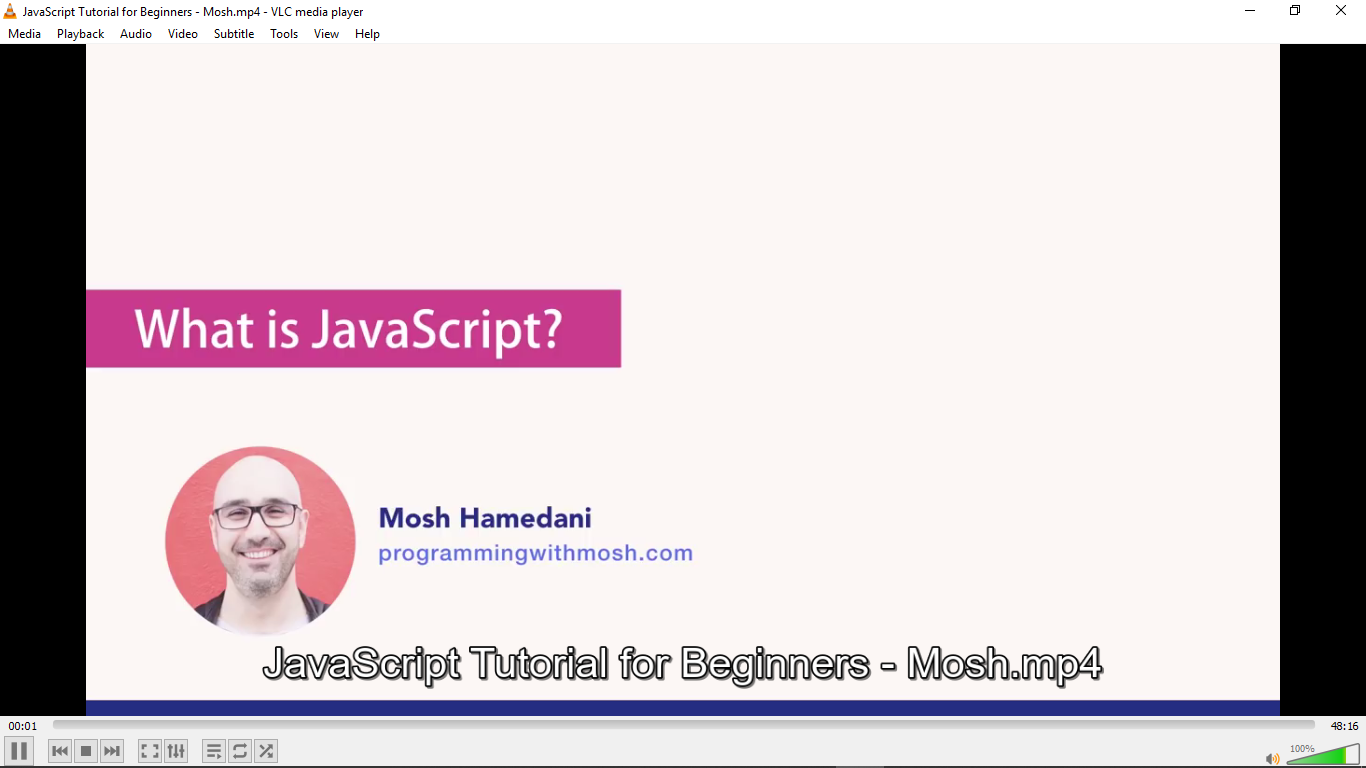 JavaScript Tutorial for Beginners - Mosh.mp4 - VLC media player
Media Playback Audio Video Subtitle Tools View Help
What is JavaScript?
Mosh Hamedani
programmingwithmosh.com
JavaScript Tutorial for Beginners - Mosh.mp4
00:01 48:16
100%